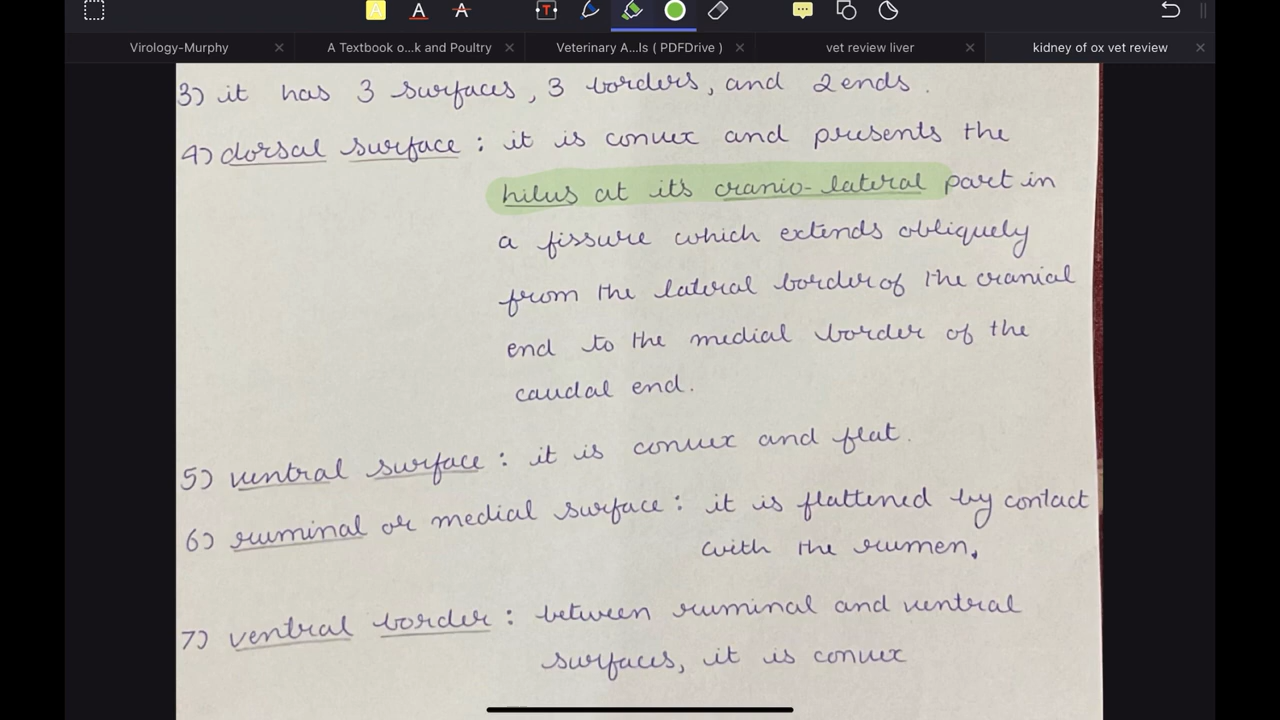 A A A T
Virology-Murphy × A Textbook o...k and Poultry × Veterinary A...ls ( PDFDrive ) × vet review liver × kidney of ox vet review ×
3) it has 3 surfaces, 3 borders, and 2 ends.
4) dorsal surface : it is convex and presents the
hilus at its cranio-lateral part in
a fissure which extends obliquely
from the lateral border of the cranial
end to the medial border of the
caudal end.
5) ventral surface : it is convex and flat.
6) ruminal or medial surface : it is flattened by contact
with the rumen.
7) ventral border : between ruminal and ventral
surfaces, it is convex